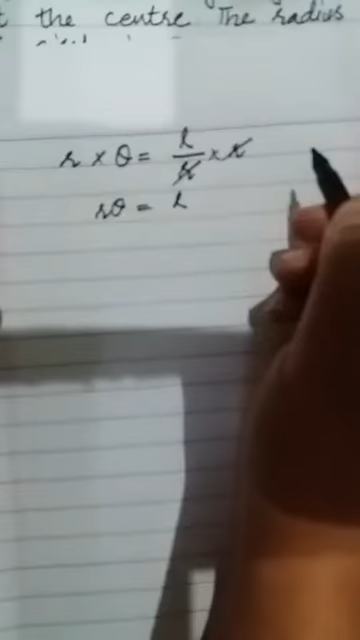 the centre The radius
r × θ = l/r × r
rθ = l